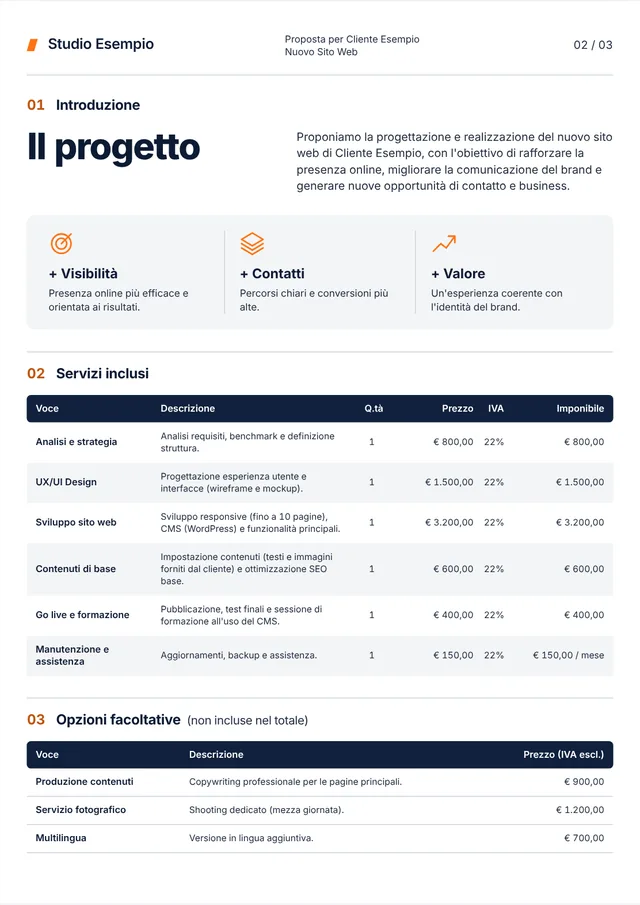 Studio Esempio
Proposta per Cliente Esempio
Nuovo Sito Web
02 / 03
01 Introduzione
Il progetto
Proponiamo la progettazione e realizzazione del nuovo sito
web di Cliente Esempio, con l'obiettivo di rafforzare la
presenza online, migliorare la comunicazione del brand e
generare nuove opportunità di contatto e business.
+ Visibilità
Presenza online più efficace e
orientata ai risultati.
+ Contatti
Percorsi chiari e conversioni più
alte.
+ Valore
Un'esperienza coerente con
l'identità del brand.
02 Servizi inclusi
Voce Descrizione Q.tà Prezzo IVA Imponibile
Analisi e strategia
Analisi requisiti, benchmark e definizione
struttura.
1 € 800,00 22% € 800,00
UX/UI Design
Progettazione esperienza utente e
interfacce (wireframe e mockup).
1 € 1.500,00 22% € 1.500,00
Sviluppo sito web
Sviluppo responsive (fino a 10 pagine),
CMS (WordPress) e funzionalità principali.
1 € 3.200,00 22% € 3.200,00
Contenuti di base
Impostazione contenuti (testi e immagini
forniti dal cliente) e ottimizzazione SEO
base.
1 € 600,00 22% € 600,00
Go live e formazione
Pubblicazione, test finali e sessione di
formazione all'uso del CMS.
1 € 400,00 22% € 400,00
Manutenzione e
assistenza
Aggiornamenti, backup e assistenza.
1 € 150,00 22% € 150,00 / mese
03 Opzioni facoltative (non incluse nel totale)
Voce Descrizione Prezzo (IVA escl.)
Produzione contenuti Copywriting professionale per le pagine principali. € 900,00
Servizio fotografico Shooting dedicato (mezza giornata). € 1.200,00
Multilingua Versione in lingua aggiuntiva. € 700,00